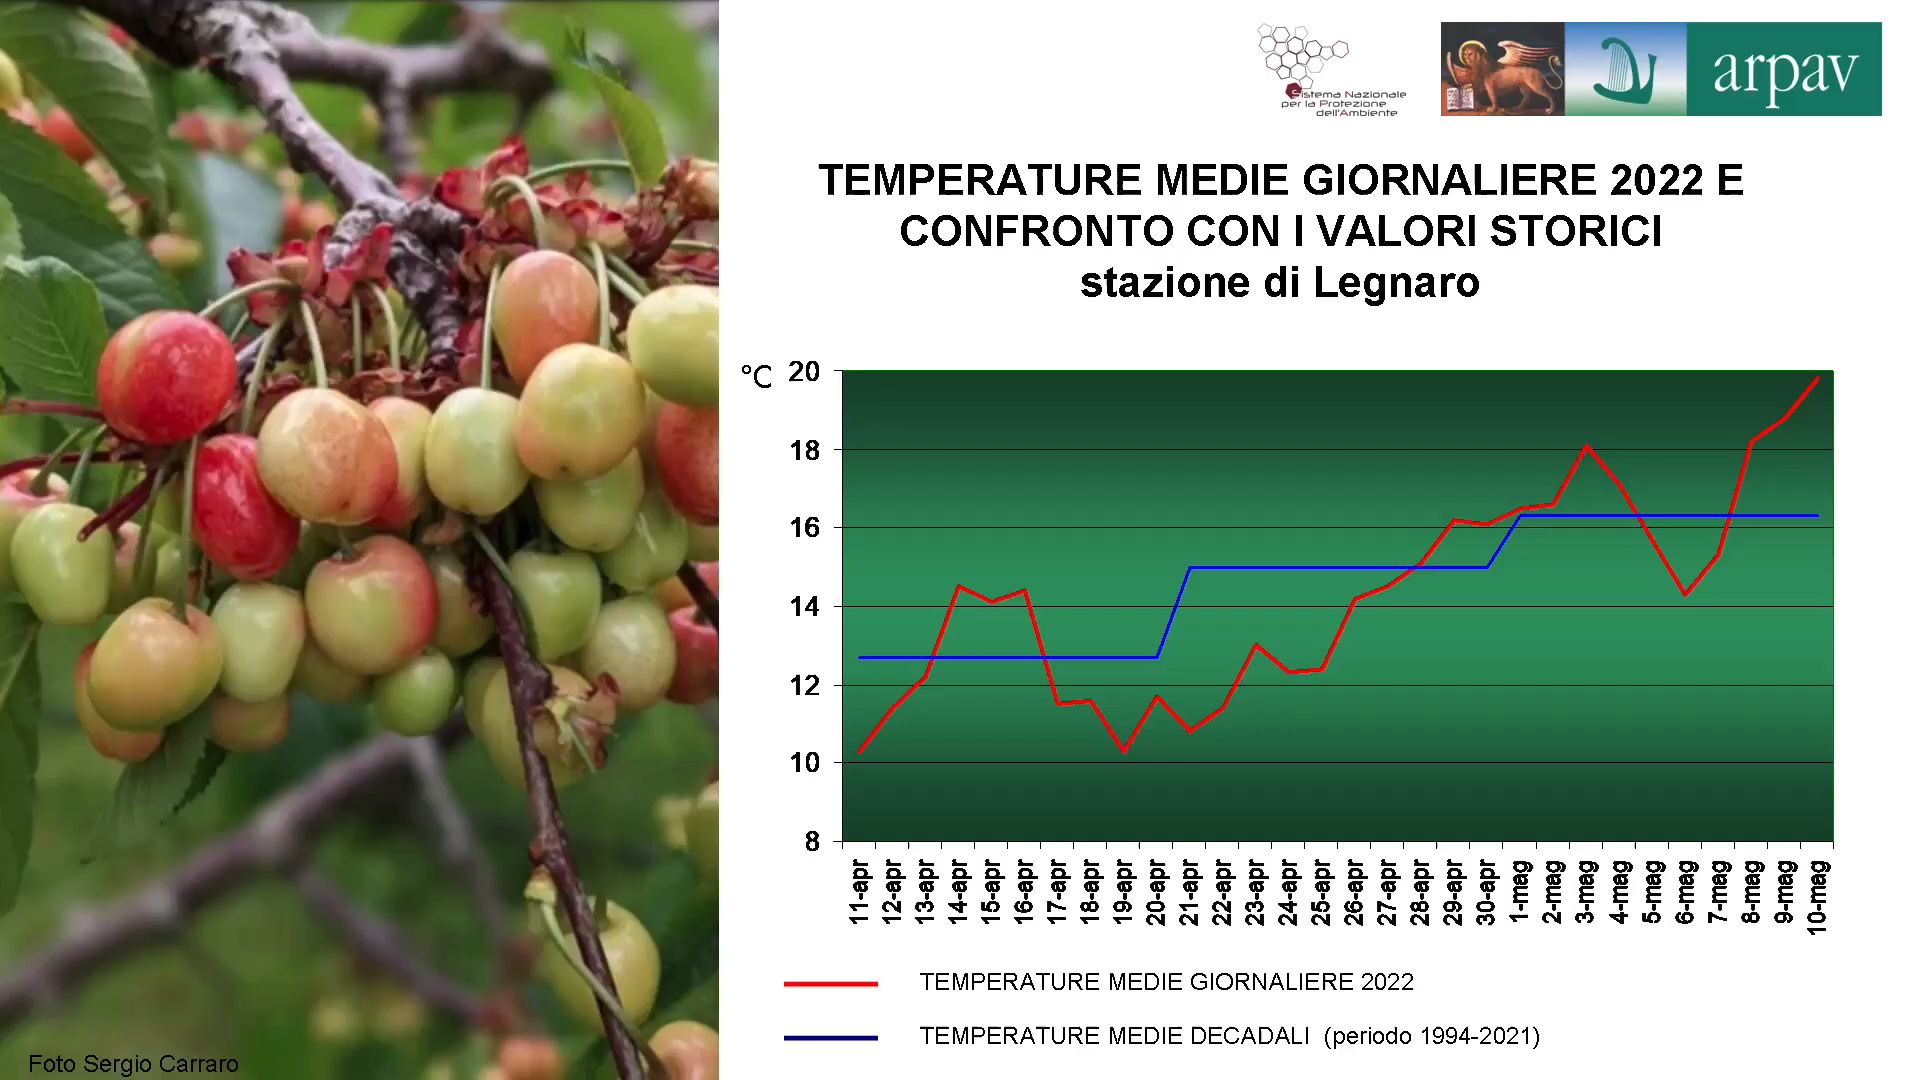 Sistema Nazionale
per la Protezione
dell'Ambiente
arpav
TEMPERATURE MEDIE GIORNALIERE 2022 E
CONFRONTO CON I VALORI STORICI
stazione di Legnaro
°C
20
18
16
14
12
10
8
11-apr
12-apr
13-apr
14-apr
15-apr
16-apr
17-apr
18-apr
19-apr
20-apr
21-apr
22-apr
23-apr
24-apr
25-apr
26-apr
27-apr
28-apr
29-apr
30-apr
1-mag
2-mag
3-mag
4-mag
5-mag
6-mag
7-mag
8-mag
9-mag
10-mag
TEMPERATURE MEDIE GIORNALIERE 2022
TEMPERATURE MEDIE DECADALI (periodo 1994-2021)
Foto Sergio Carraro